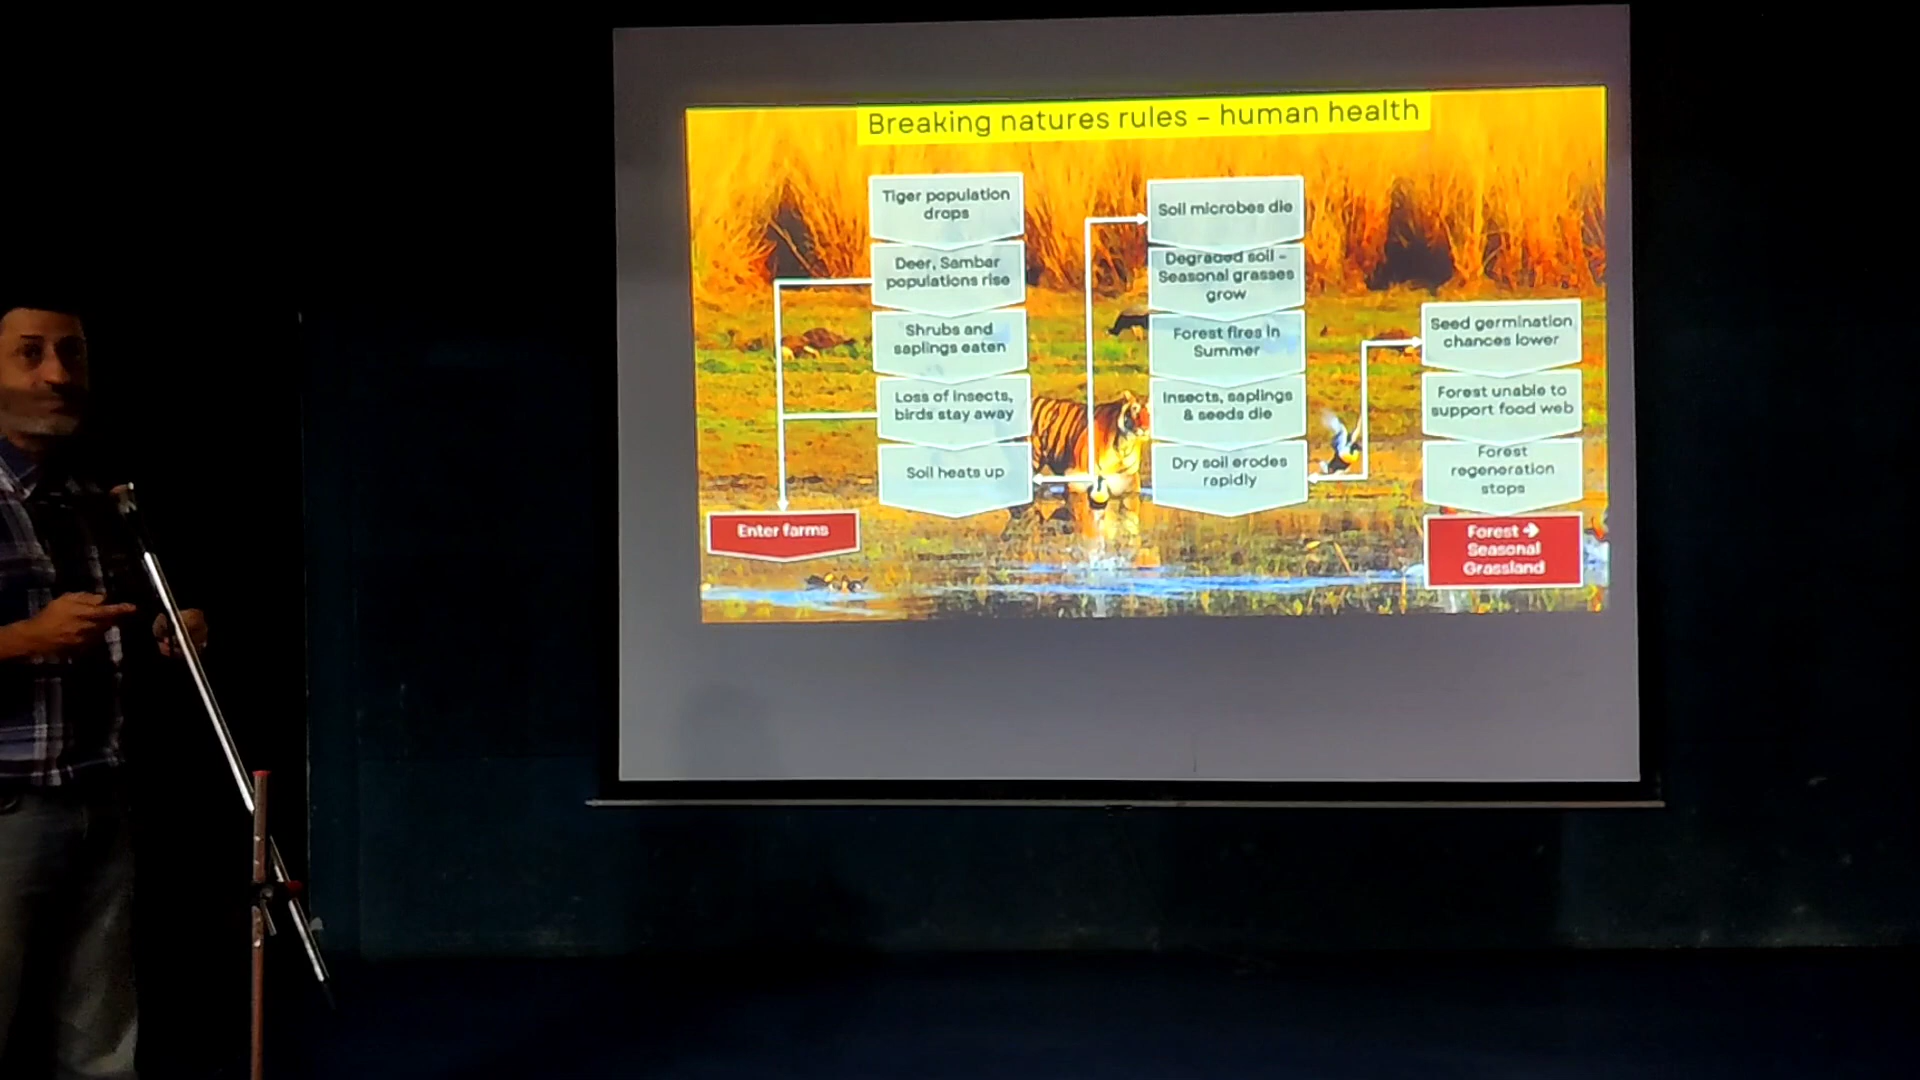 Breaking natures rules – human health
Tiger population
drops
Deer, Sambar
populations rise
Shrubs and
saplings eaten
Loss of insects,
birds stay away
Soil heats up
Enter farms
Soil microbes die
Degraded soil –
Seasonal grasses
grow
Forest fires in
Summer
Insects, saplings
& seeds die
Dry soil erodes
rapidly
Seed germination
chances lower
Forest unable to
support food web
Forest
regeneration
stops
Forest →
Seasonal
Grassland